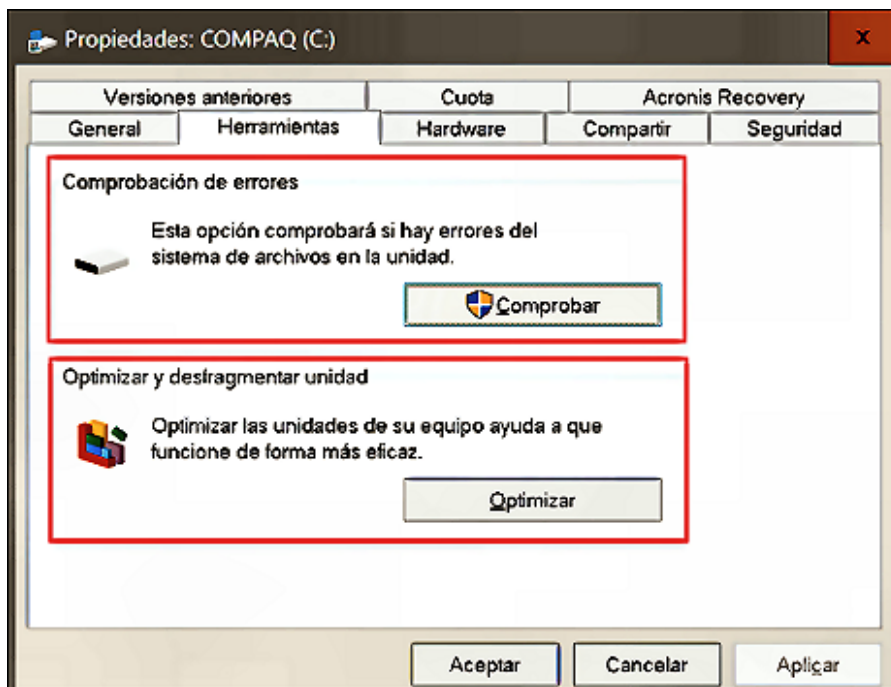 Propiedades: COMPAQ (C:)
x
Versiones anteriores Cuota Acronis Recovery
General Herramientas Hardware Compartir Seguridad
Comprobación de errores
Esta opción comprobará si hay errores del
sistema de archivos en la unidad.
Comprobar
Optimizar y desfragmentar unidad
Optimizar las unidades de su equipo ayuda a que
funcione de forma más eficaz.
Optimizar
Aceptar Cancelar Aplicar